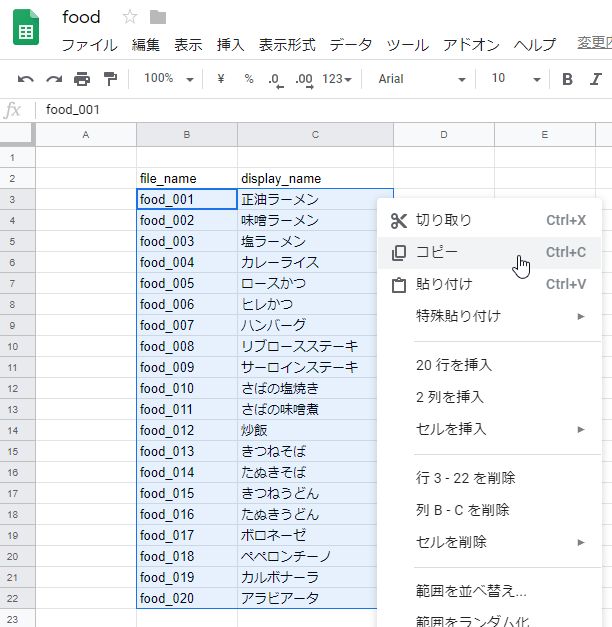 food
ファイル 編集 表示 挿入 表示形式 データ ツール アドオン ヘルプ 変更内
100% ¥ % .0 .00 123 Arial 10 B I
fx food_001
A B C D E
1
2 file_name display_name
3 food_001 正油ラーメン
4 food_002 味噌ラーメン
5 food_003 塩ラーメン
6 food_004 カレーライス
7 food_005 ロースかつ
8 food_006 ヒレかつ
9 food_007 ハンバーグ
10 food_008 リブロースステーキ
11 food_009 サーロインステーキ
12 food_010 さばの塩焼き
13 food_011 さばの味噌煮
14 food_012 炒飯
15 food_013 きつねそば
16 food_014 たぬきそば
17 food_015 きつねうどん
18 food_016 たぬきうどん
19 food_017 ボロネーゼ
20 food_018 ペペロンチーノ
21 food_019 カルボナーラ
22 food_020 アラビアータ
23
切り取り Ctrl+X
コピー Ctrl+C
貼り付け Ctrl+V
特殊貼り付け
20 行を挿入
2 列を挿入
セルを挿入
行 3 - 22 を削除
列 B - C を削除
セルを削除
範囲を並べ替え...
範囲をランダム化